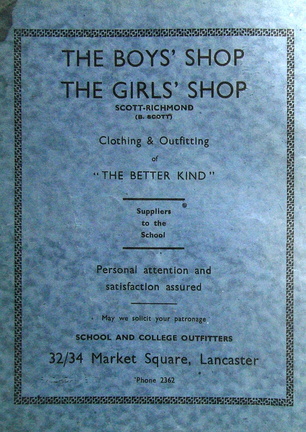 THE BOYS' SHOP
THE GIRLS' SHOP
SCOTT-RICHMOND
(B. SCOTT)
Clothing & Outfitting
of
"THE BETTER KIND"
Suppliers
to the
School
Personal attention and
satisfaction assured
May we solicit your patronage
SCHOOL AND COLLEGE OUTFITTERS
32/34 Market Square, Lancaster
'Phone 2362